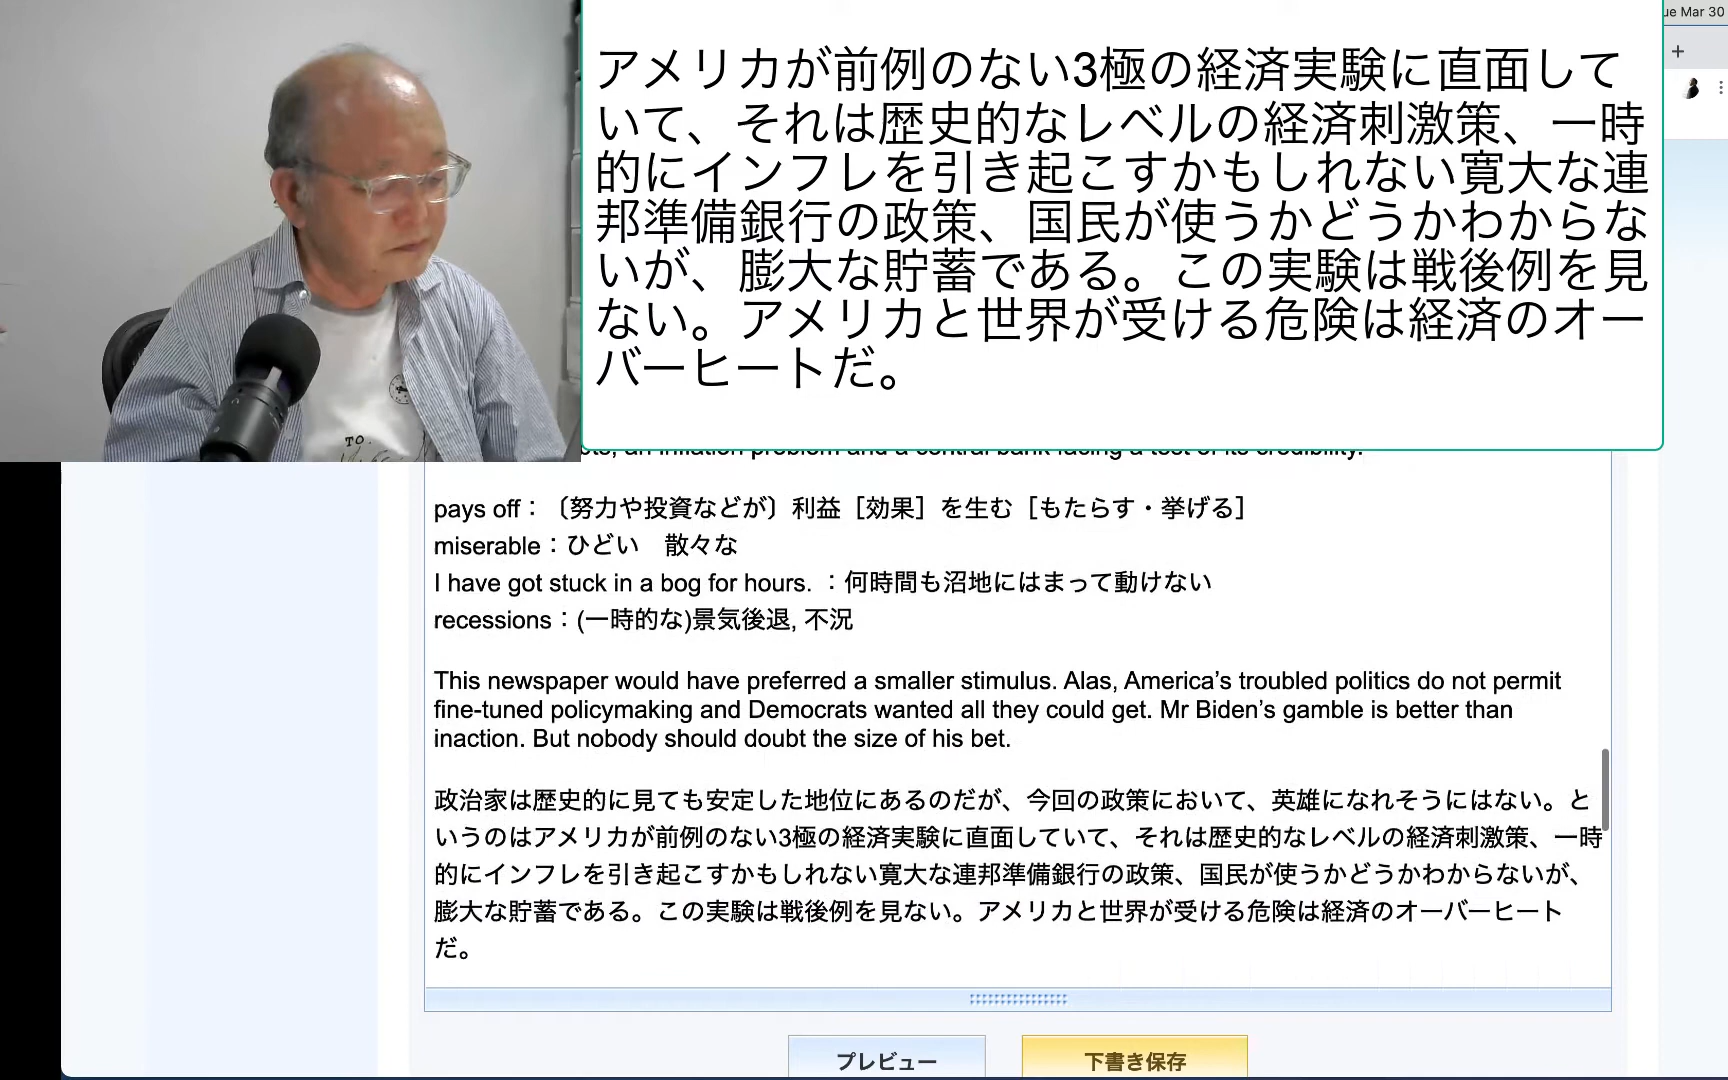 ue Mar 30
アメリカが前例のない3極の経済実験に直面して
いて、それは歴史的なレベルの経済刺激策、一時
的にインフレを引き起こすかもしれない寛大な連
邦準備銀行の政策、国民が使うかどうかわからな
いが、膨大な貯蓄である。この実験は戦後例を見
ない。アメリカと世界が受ける危険は経済のオー
バーヒートだ。
TO.
an inflation problem and a central bank facing a test of its credibility.
pays off：〔努力や投資などが〕利益［効果］を生む［もたらす・挙げる］
miserable：ひどい　散々な
I have got stuck in a bog for hours. ：何時間も沼地にはまって動けない
recessions：(一時的な)景気後退, 不況
This newspaper would have preferred a smaller stimulus. Alas, America’s troubled politics do not permit
fine-tuned policymaking and Democrats wanted all they could get. Mr Biden’s gamble is better than
inaction. But nobody should doubt the size of his bet.
政治家は歴史的に見ても安定した地位にあるのだが、今回の政策において、英雄になれそうにはない。と
いうのはアメリカが前例のない3極の経済実験に直面していて、それは歴史的なレベルの経済刺激策、一時
的にインフレを引き起こすかもしれない寛大な連邦準備銀行の政策、国民が使うかどうかわからないが、
膨大な貯蓄である。この実験は戦後例を見ない。アメリカと世界が受ける危険は経済のオーバーヒート
だ。
プレビュー
下書き保存